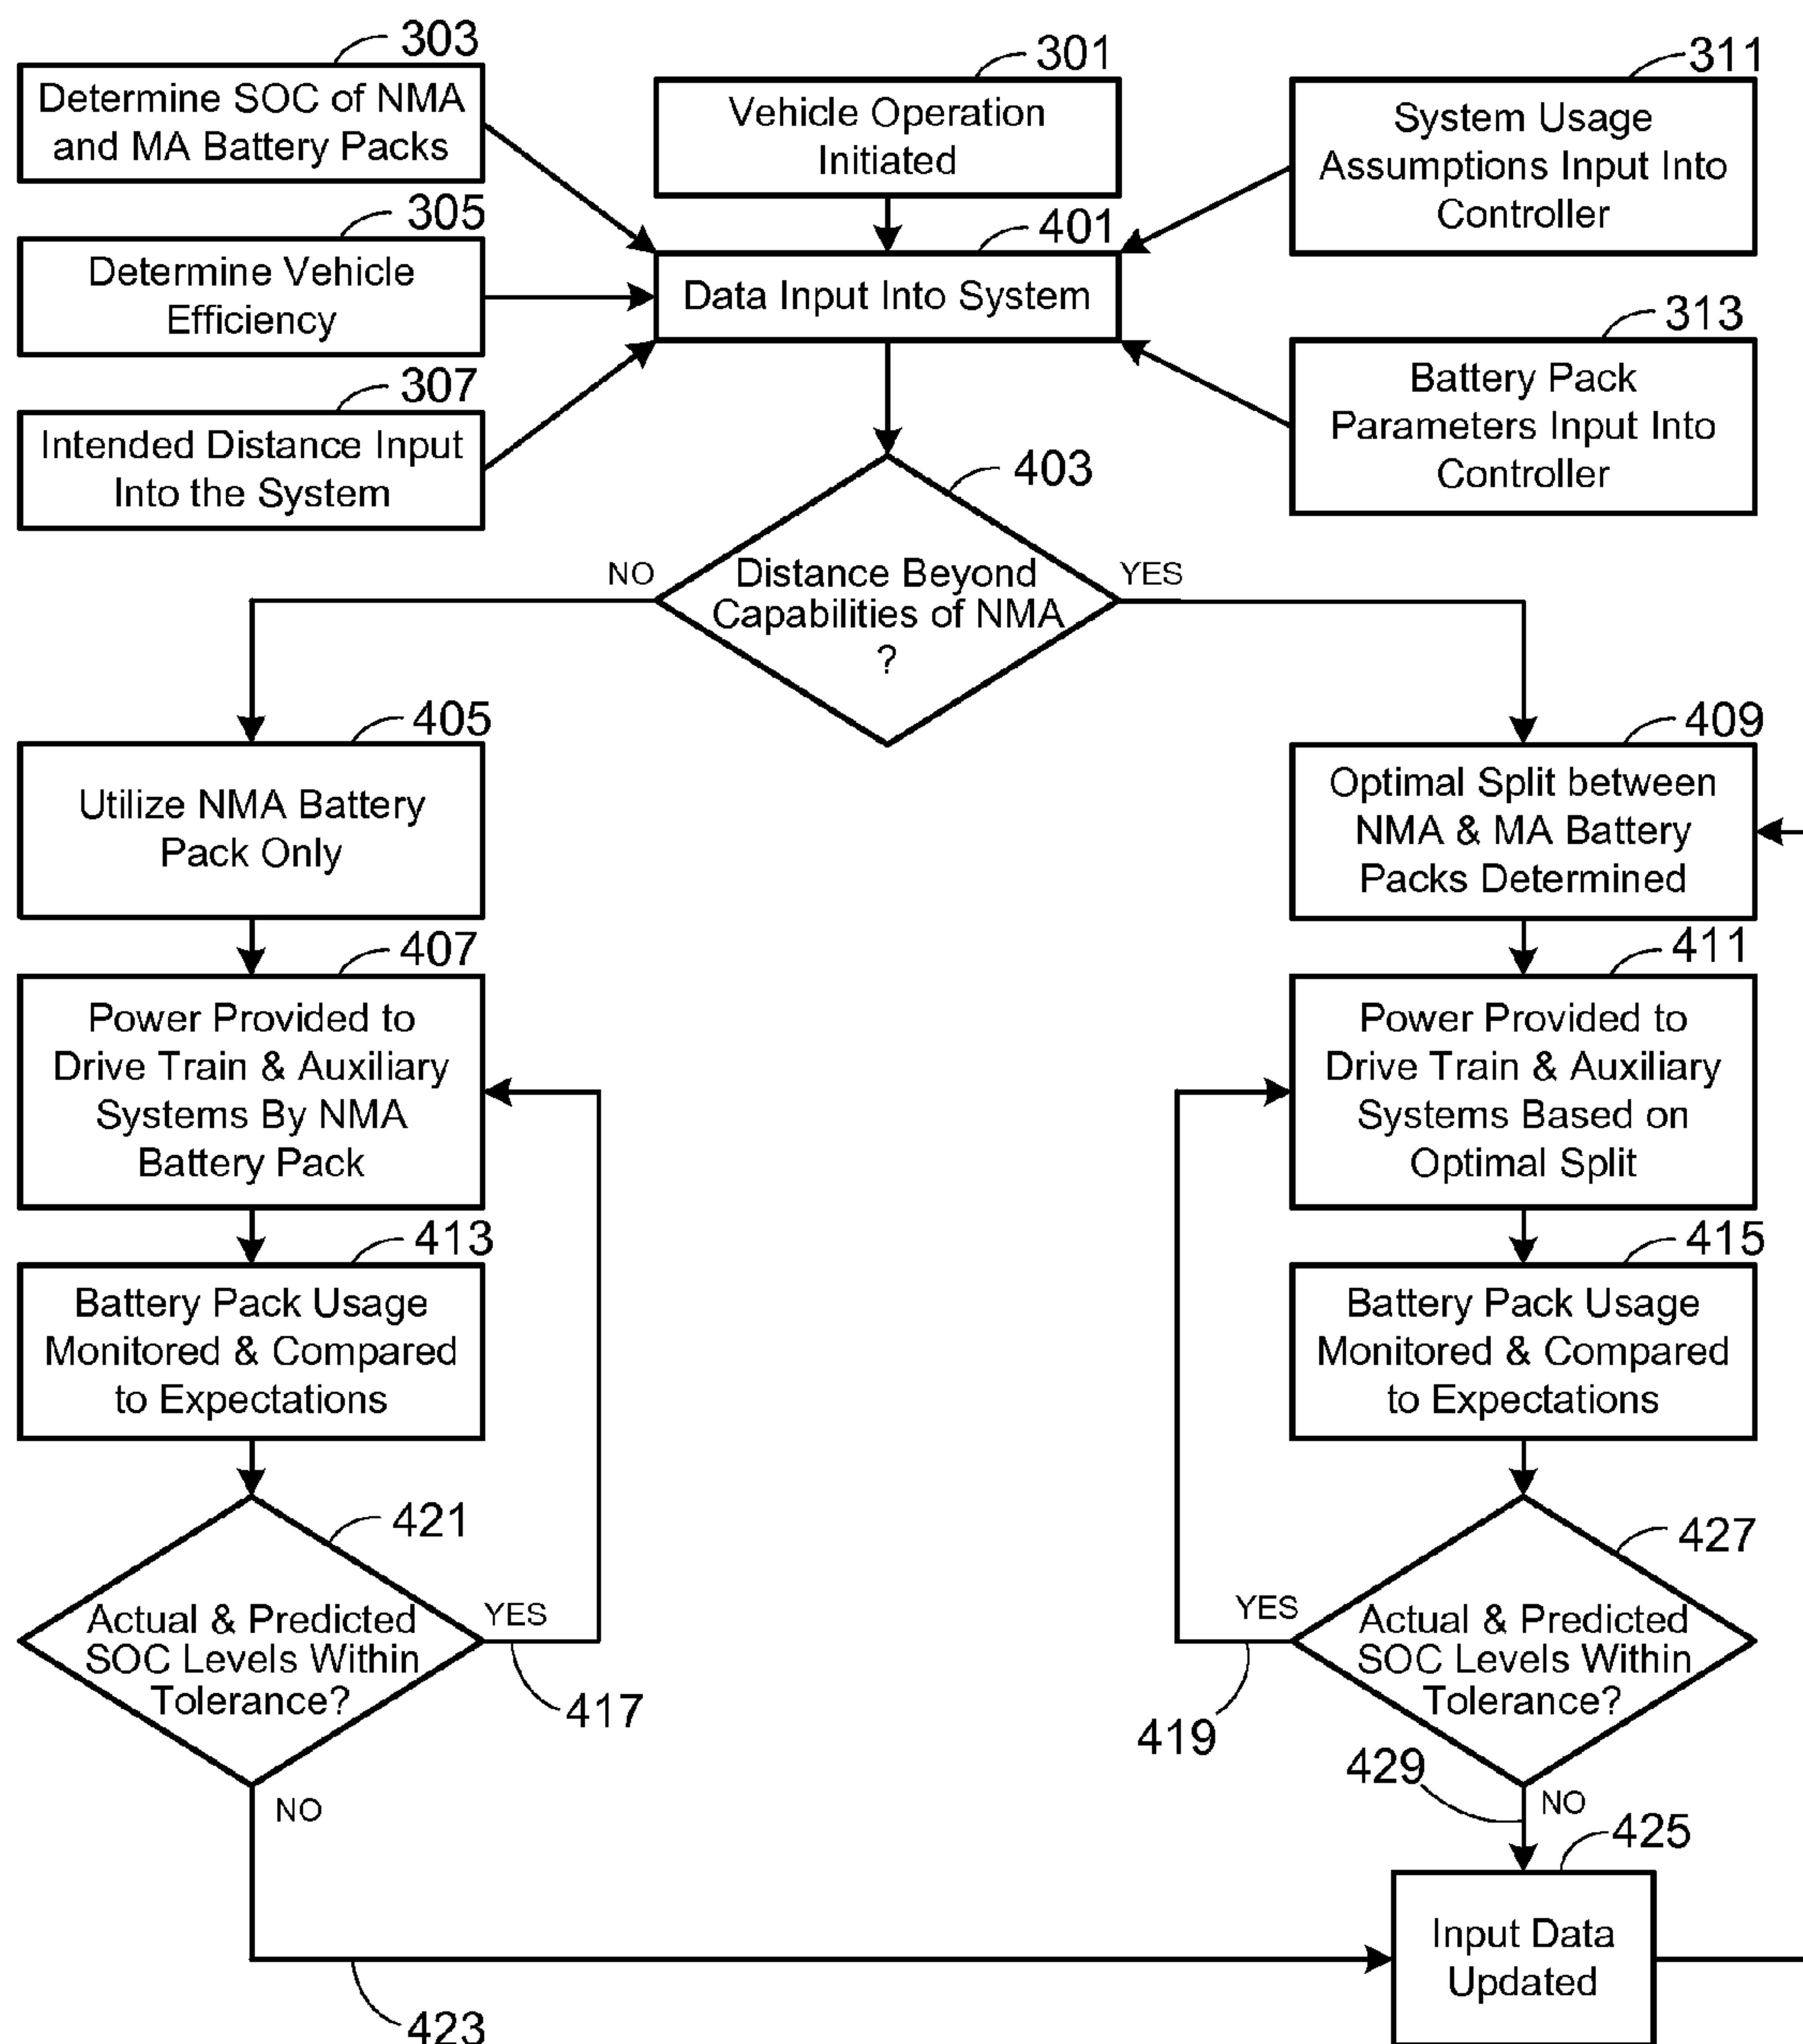 303
Determine SOC of NMA
and MA Battery Packs
301
Vehicle Operation
Initiated
311
System Usage
Assumptions Input Into
Controller
305
Determine Vehicle
Efficiency
401
Data Input Into System
313
Battery Pack
Parameters Input Into
Controller
307
Intended Distance Input
Into the System
403
Distance Beyond
Capabilities of NMA
?
NO
YES
405
Utilize NMA Battery
Pack Only
409
Optimal Split between
NMA & MA Battery
Packs Determined
407
Power Provided to
Drive Train & Auxiliary
Systems By NMA
Battery Pack
411
Power Provided to
Drive Train & Auxiliary
Systems Based on
Optimal Split
413
Battery Pack Usage
Monitored & Compared
to Expectations
415
Battery Pack Usage
Monitored & Compared
to Expectations
421
Actual & Predicted
SOC Levels Within
Tolerance?
YES
417
NO
427
Actual & Predicted
SOC Levels Within
Tolerance?
YES
419
429
NO
425
Input Data
Updated
423